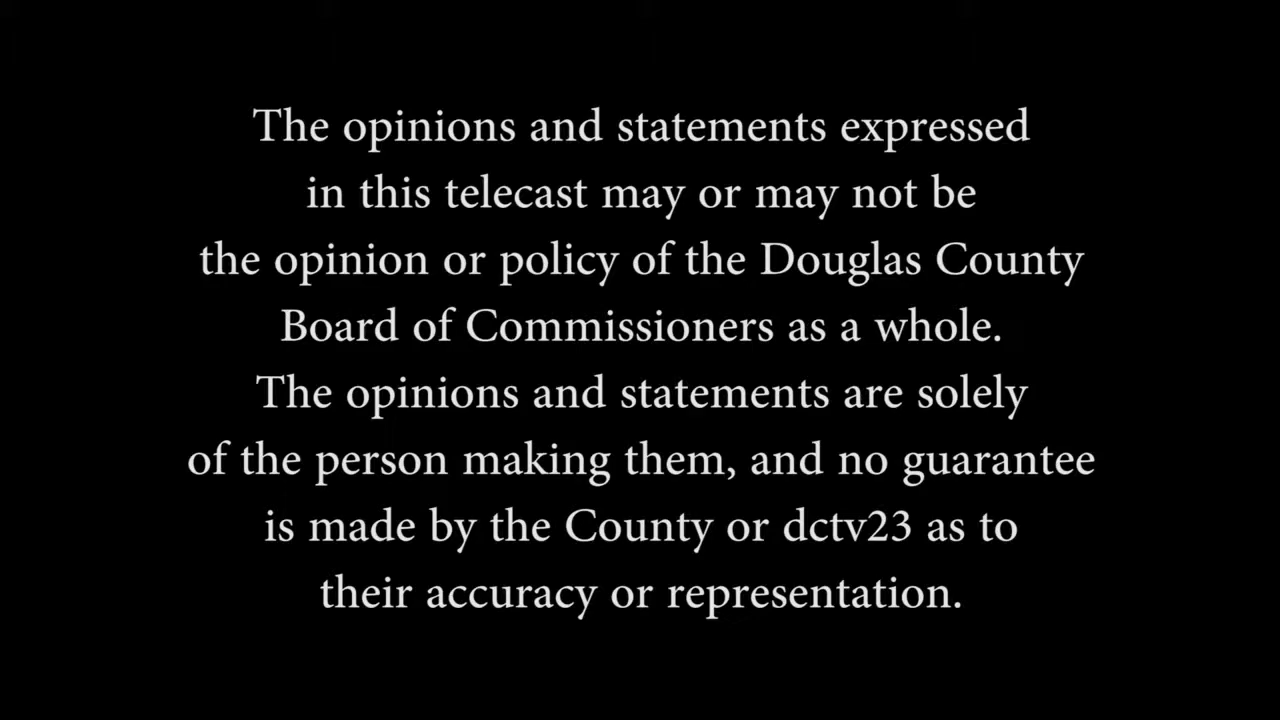 The opinions and statements expressed
in this telecast may or may not be
the opinion or policy of the Douglas County
Board of Commissioners as a whole.
The opinions and statements are solely
of the person making them, and no guarantee
is made by the County or dctv23 as to
their accuracy or representation.